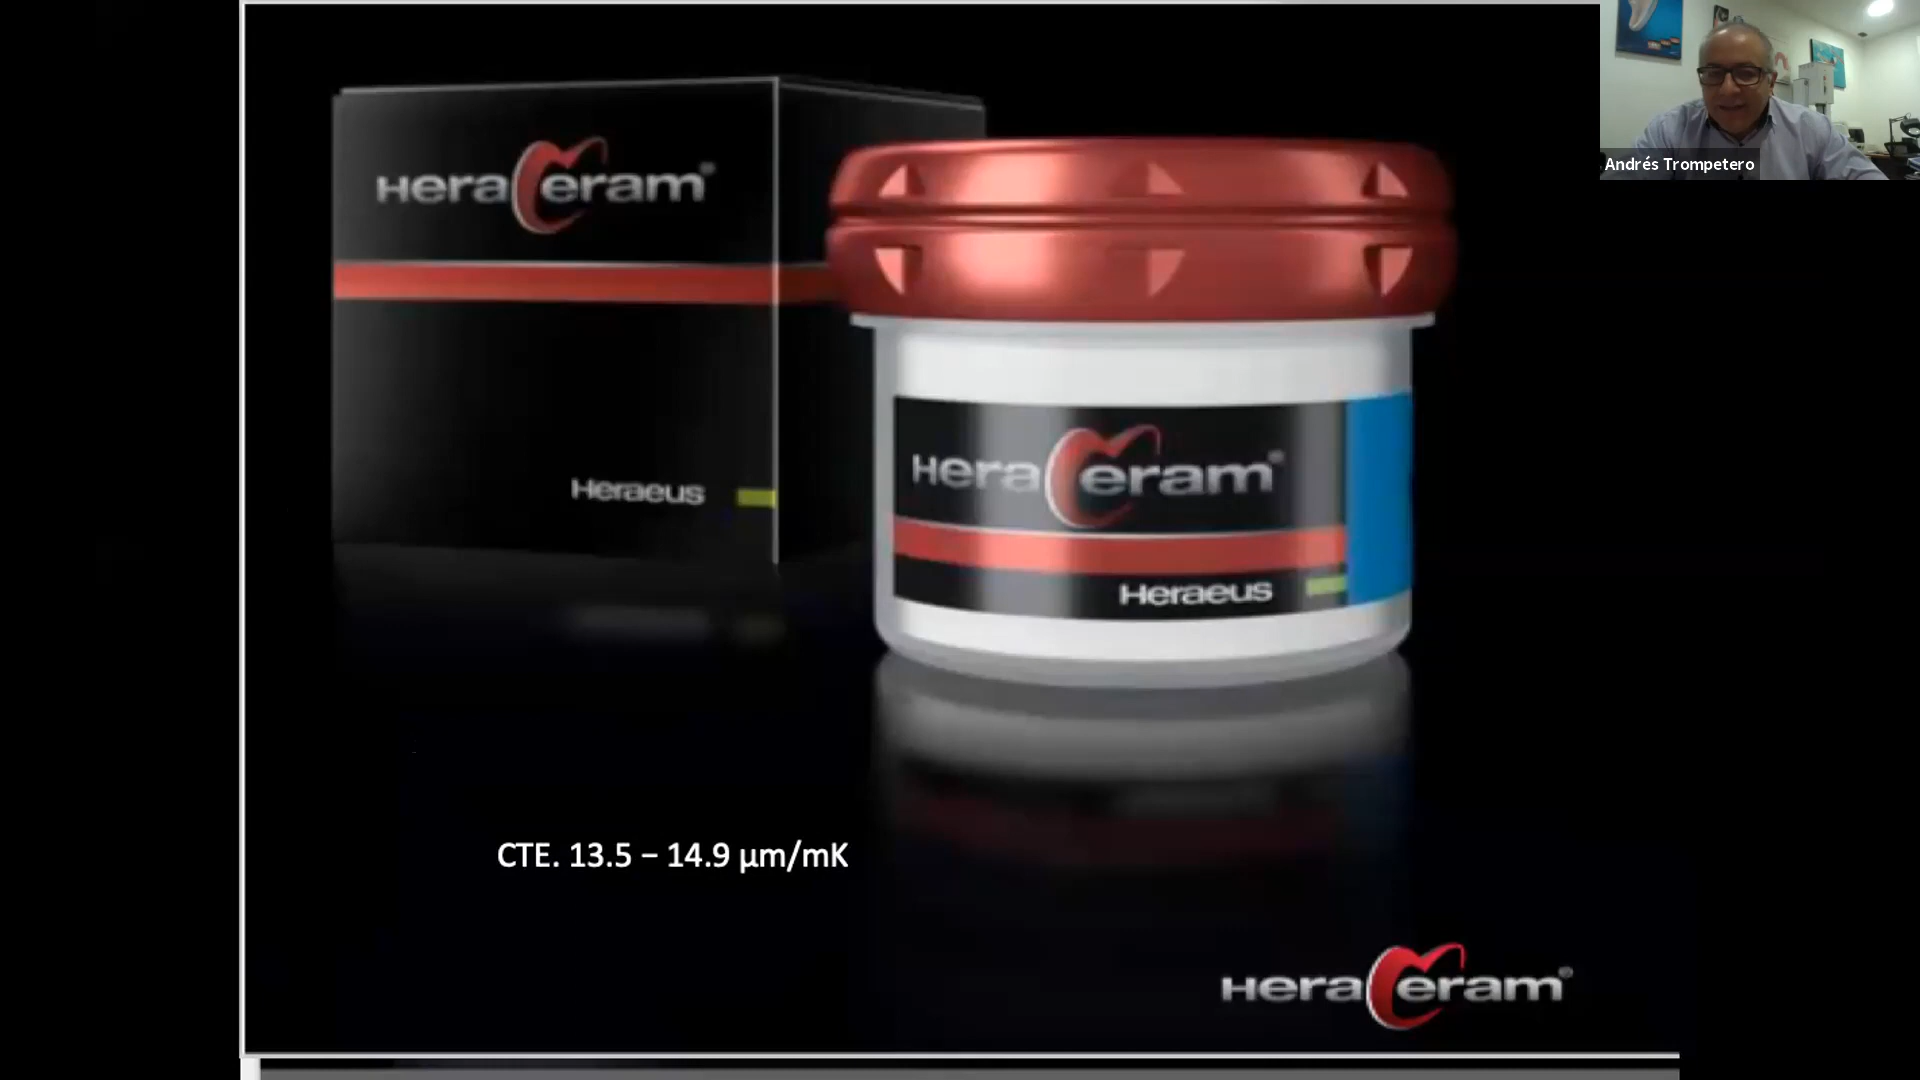 Andrés Trompetero
HeraCeram®
Heraeus
HeraCeram®
Heraeus
CTE. 13.5 – 14.9 µm/mK
HeraCeram®